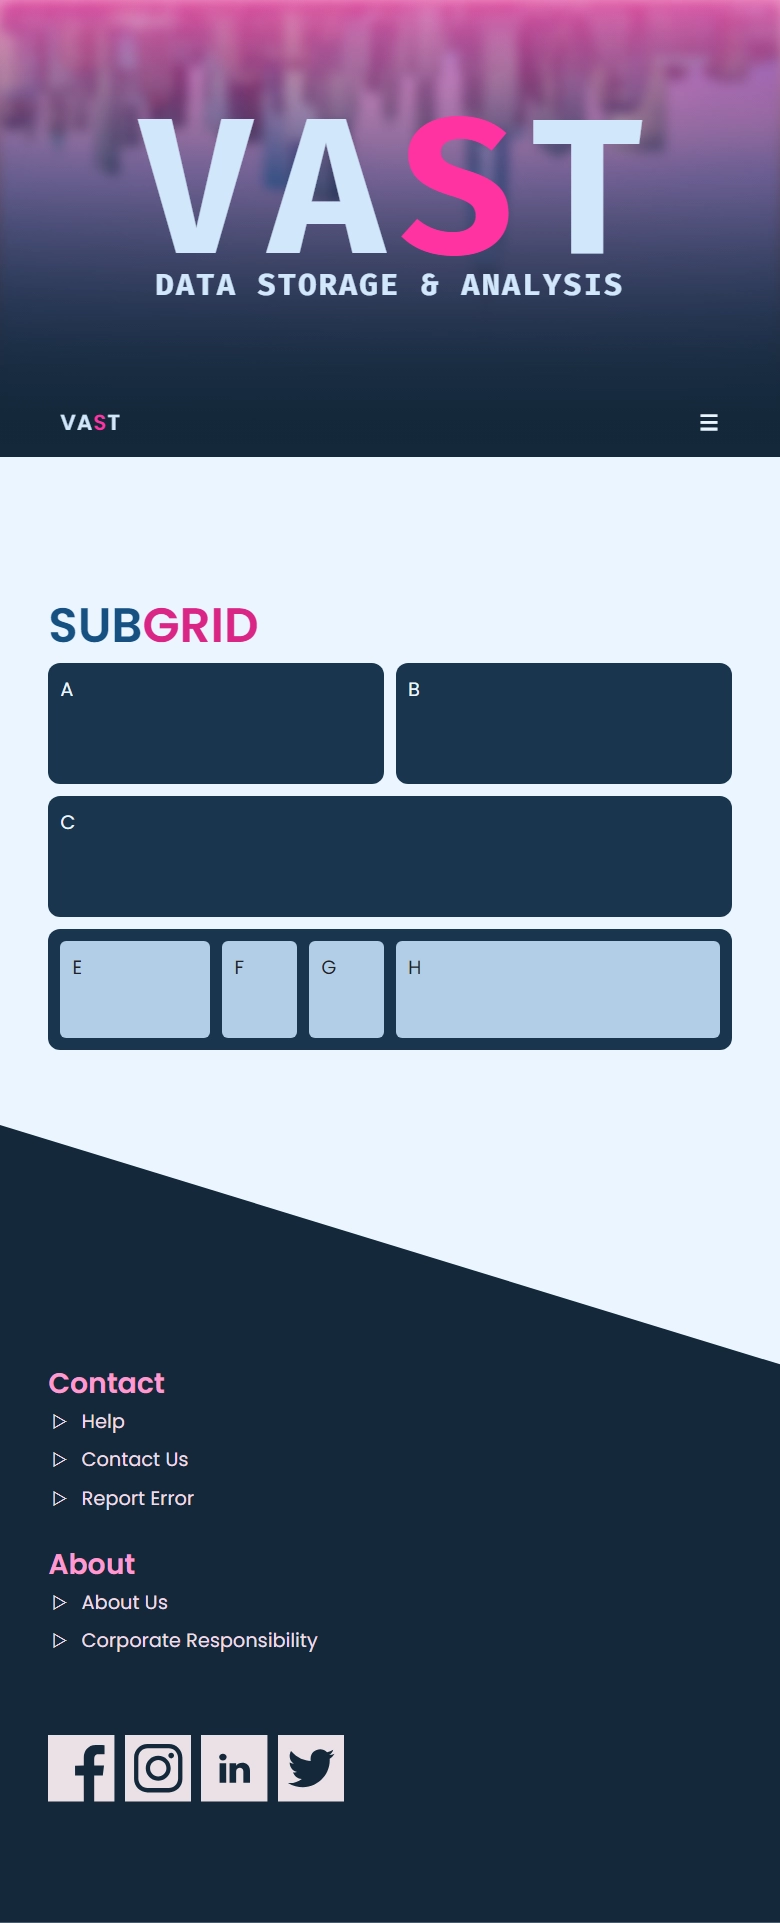 VAST
DATA STORAGE & ANALYSIS
VAST
SUBGRID
A
B
C
E
F
G
H
Contact
Help
Contact Us
Report Error
About
About Us
Corporate Responsibility
f
in